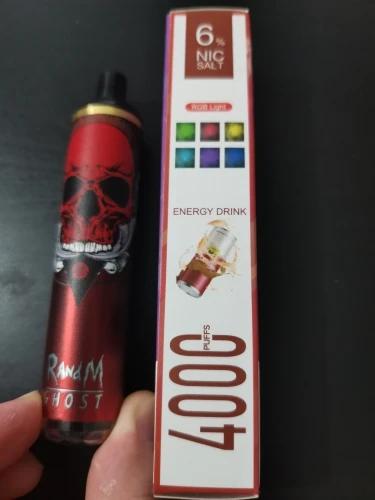 6%
NIC
SALT
RGB Light
ENERGY DRINK
4000 PUFFS
RANDM
GHOST